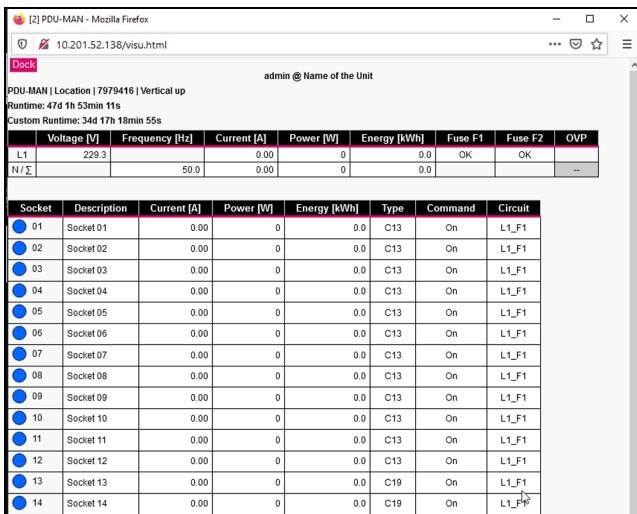 [2] PDU-MAN - Mozilla Firefox
10.201.52.138/visu.html
Dock
admin @ Name of the Unit
PDU-MAN | Location | 7979416 | Vertical up
Runtime: 47d 1h 53min 11s
Custom Runtime: 34d 17h 18min 55s
Voltage [V] Frequency [Hz] Current [A] Power [W] Energy [kWh] Fuse F1 Fuse F2 OVP
L1 229.3 0.00 0 0.0 OK OK
N / Σ 50.0 0.00 0 0.0 --
Socket Description Current [A] Power [W] Energy [kWh] Type Command Circuit
01 Socket 01 0.00 0 0.0 C13 On L1_F1
02 Socket 02 0.00 0 0.0 C13 On L1_F1
03 Socket 03 0.00 0 0.0 C13 On L1_F1
04 Socket 04 0.00 0 0.0 C13 On L1_F1
05 Socket 05 0.00 0 0.0 C13 On L1_F1
06 Socket 06 0.00 0 0.0 C13 On L1_F1
07 Socket 07 0.00 0 0.0 C13 On L1_F1
08 Socket 08 0.00 0 0.0 C13 On L1_F1
09 Socket 09 0.00 0 0.0 C13 On L1_F1
10 Socket 10 0.00 0 0.0 C13 On L1_F1
11 Socket 11 0.00 0 0.0 C13 On L1_F1
12 Socket 12 0.00 0 0.0 C13 On L1_F1
13 Socket 13 0.00 0 0.0 C19 On L1_F1
14 Socket 14 0.00 0 0.0 C19 On L1_F1